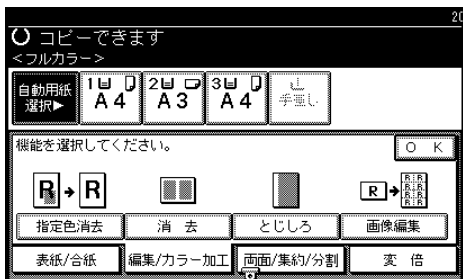 20
コピーできます
<フルカラー>
自動用紙
選択▶
1
A4
2
A3
3
A4
手差し
機能を選択してください。
OK
R→R
R→
指定色消去
消去
とじしろ
画像編集
表紙/合紙
編集/カラー加工
両面/集約/分割
変倍